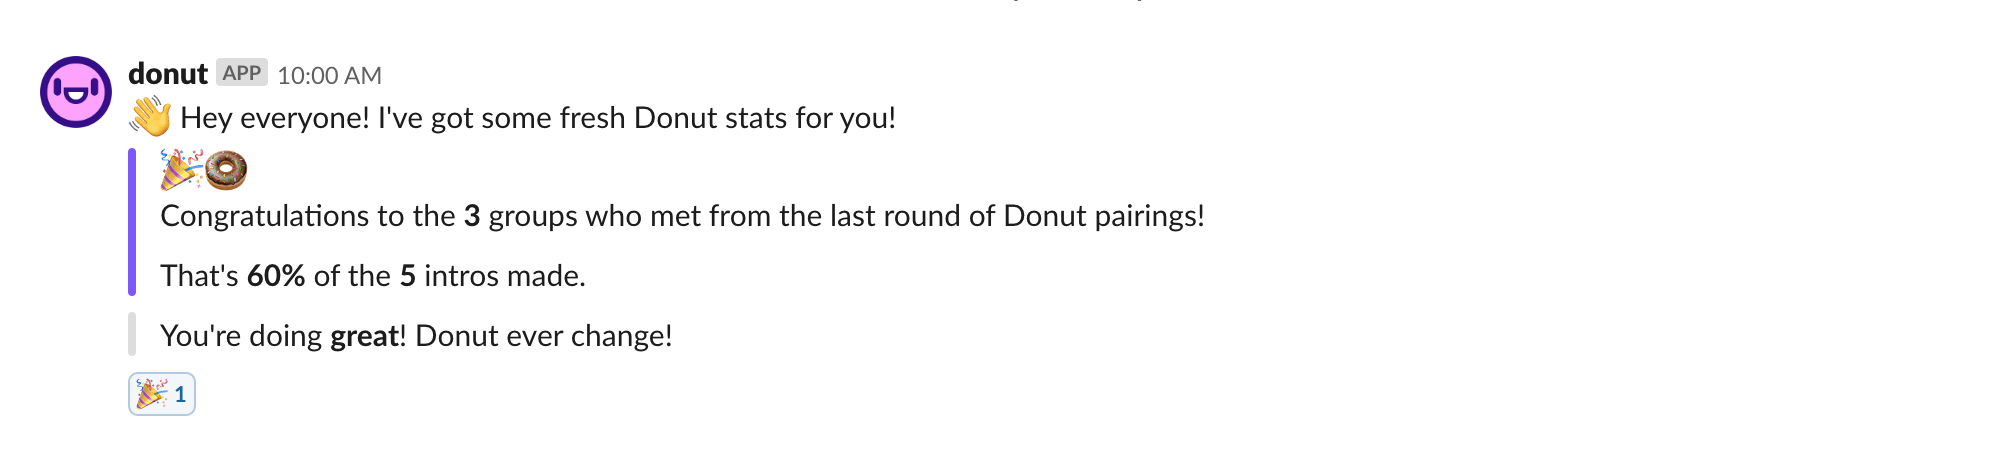 donut APP 10:00 AM
👋 Hey everyone! I've got some fresh Donut stats for you!
🎉🍩
Congratulations to the 3 groups who met from the last round of Donut pairings!
That's 60% of the 5 intros made.
You're doing great! Donut ever change!
🎉 1